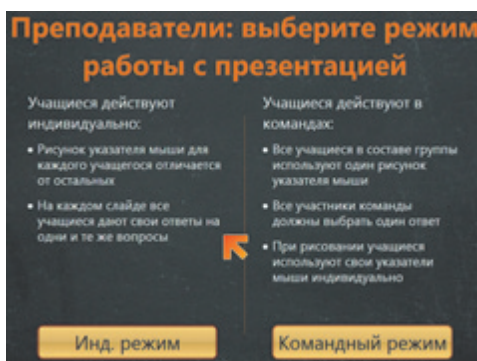 Преподаватели: выберите режим
работы с презентацией
Учащиеся действуют
индивидуально:
• Рисунок указателя мыши для
каждого учащегося отличается
от остальных
• На каждом слайде все
учащиеся дают свои ответы на
одни и те же вопросы
Инд. режим
Учащиеся действуют в
командах:
• Все учащиеся в составе группы
используют один рисунок
указателя мыши
• Все участники команды
должны выбрать один ответ
• При рисовании учащиеся
используют свои указатели
мыши индивидуально
Командный режим